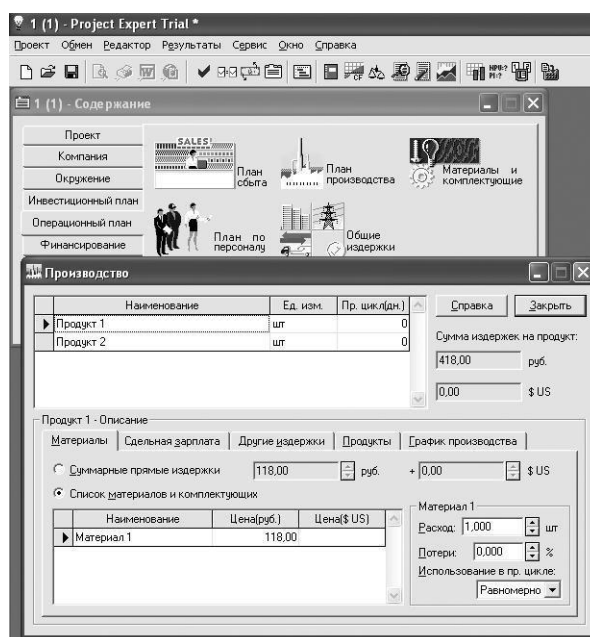 1 (1) - Project Expert Trial *
Проект Обмен Редактор Результаты Сервис Окно Справка
1 (1) - Содержание
Проект
Компания
Окружение
Инвестиционный план
Операционный план
Финансирование
SALES!
План сбыта
План производства
Материалы и комплектующие
План по персоналу
Общие издержки
Производство
Наименование Ед. изм. Пр. цикл(дн.)
Продукт 1 шт 0
Продукт 2 шт 0
Справка Закрыть
Сумма издержек на продукт:
418,00 руб.
0,00 $ US
Продукт 1 - Описание
Материалы Сдельная зарплата Другие издержки Продукты График производства
Суммарные прямые издержки 118,00 руб. + 0,00 $ US
Список материалов и комплектующих
Наименование Цена(руб.) Цена($ US)
Материал 1 118,00
Материал 1
Расход: 1,000 шт
Потери: 0,000 %
Использование в пр. цикле:
Равномерно